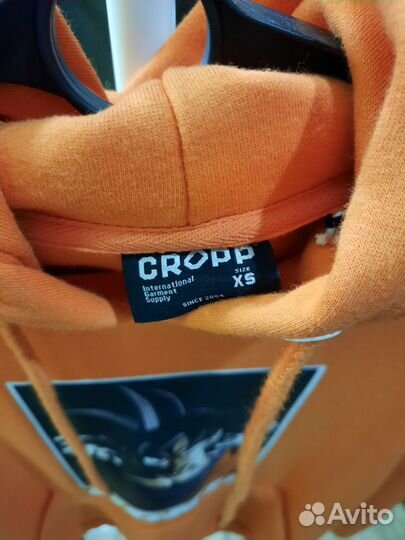 CROPP
SIZE
XS
International
Garment
Supply
SINCE 2004
Avito